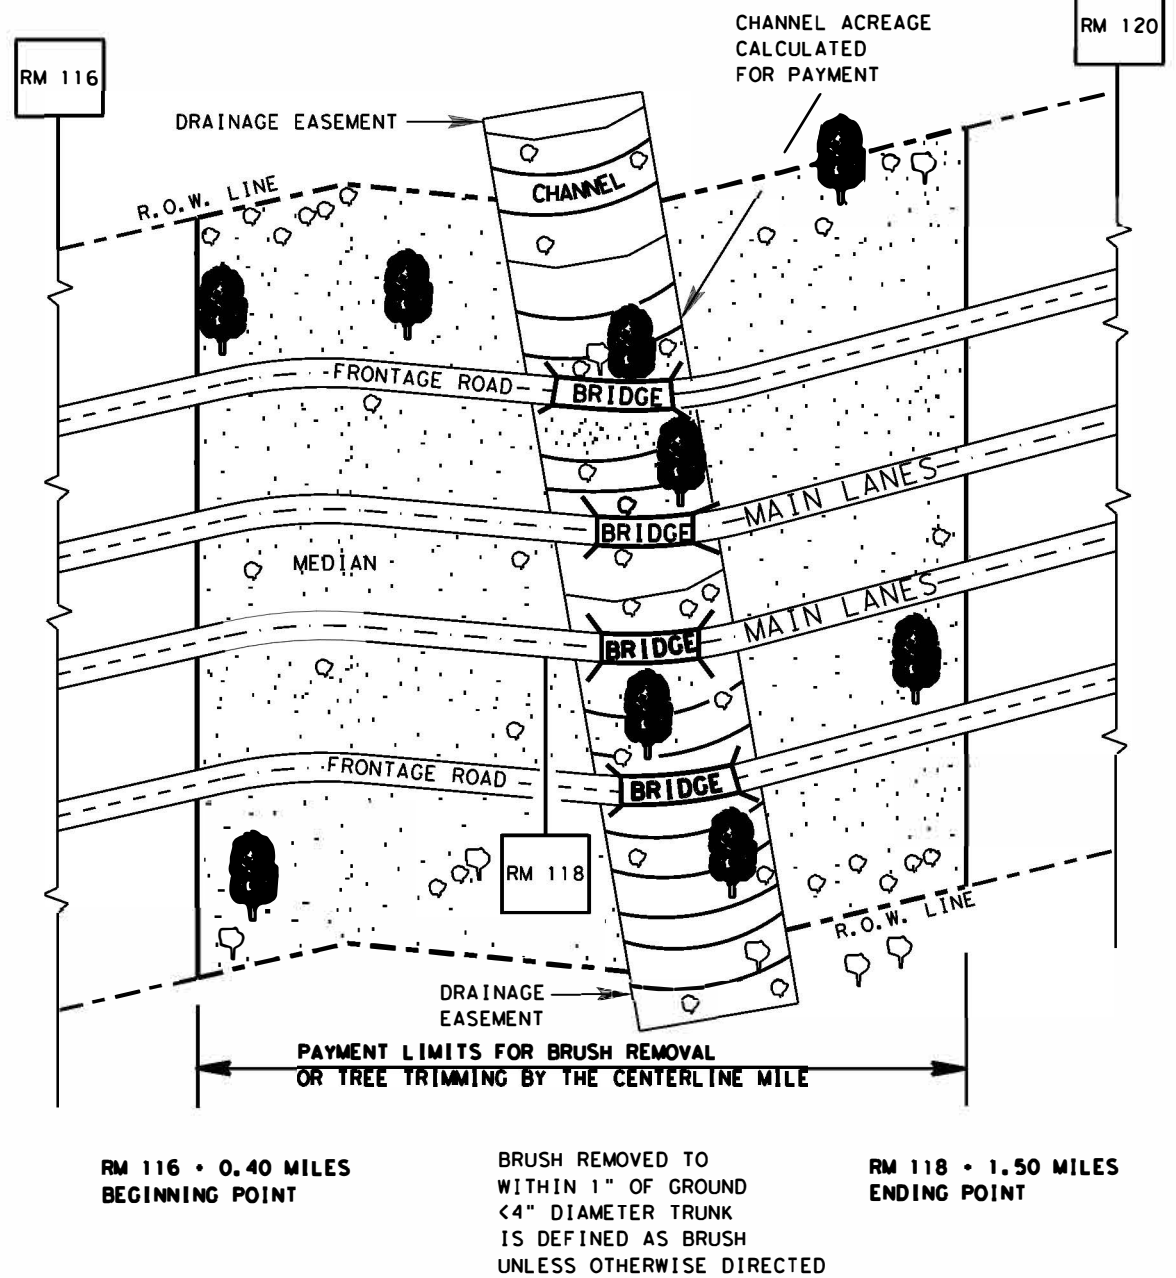 CHANNEL ACREAGE
CALCULATED
FOR PAYMENT
RM 120
RM 116
DRAINAGE EASEMENT
R.O.W. LINE
CHANNEL
FRONTAGE ROAD
BRIDGE
MAIN LANES
BRIDGE
MEDIAN
MAIN LANES
BRIDGE
FRONTAGE ROAD
BRIDGE
RM 118
R.O.W. LINE
DRAINAGE
EASEMENT
PAYMENT LIMITS FOR BRUSH REMOVAL
OR TREE TRIMMING BY THE CENTERLINE MILE
RM 116 + 0.40 MILES
BEGINNING POINT
BRUSH REMOVED TO
WITHIN 1" OF GROUND
<4" DIAMETER TRUNK
IS DEFINED AS BRUSH
UNLESS OTHERWISE DIRECTED
RM 118 + 1.50 MILES
ENDING POINT